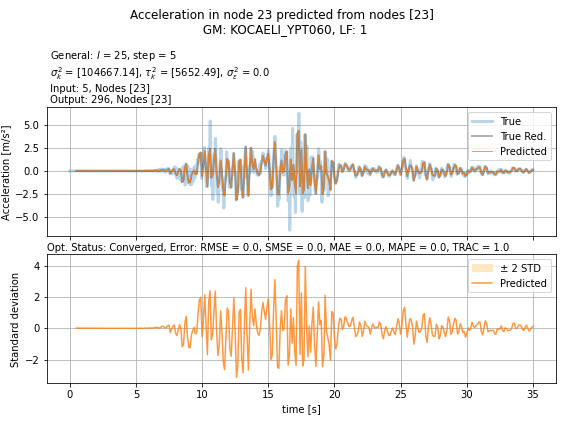 Acceleration in node 23 predicted from nodes [23]
GM: KOCAELI_YPT060, LF: 1
General: l = 25, step = 5
σ²ₖ = [104667.14], τ²ₖ = [5652.49], σ²ε = 0.0
Input: 5, Nodes [23]
Output: 296, Nodes [23]
Acceleration [m/s²]
5.0
2.5
0.0
−2.5
−5.0
True
True Red.
Predicted
Opt. Status: Converged, Error: RMSE = 0.0, SMSE = 0.0, MAE = 0.0, MAPE = 0.0, TRAC = 1.0
Standard deviation
4
2
0
−2
± 2 STD
Predicted
0 5 10 15 20 25 30 35
time [s]